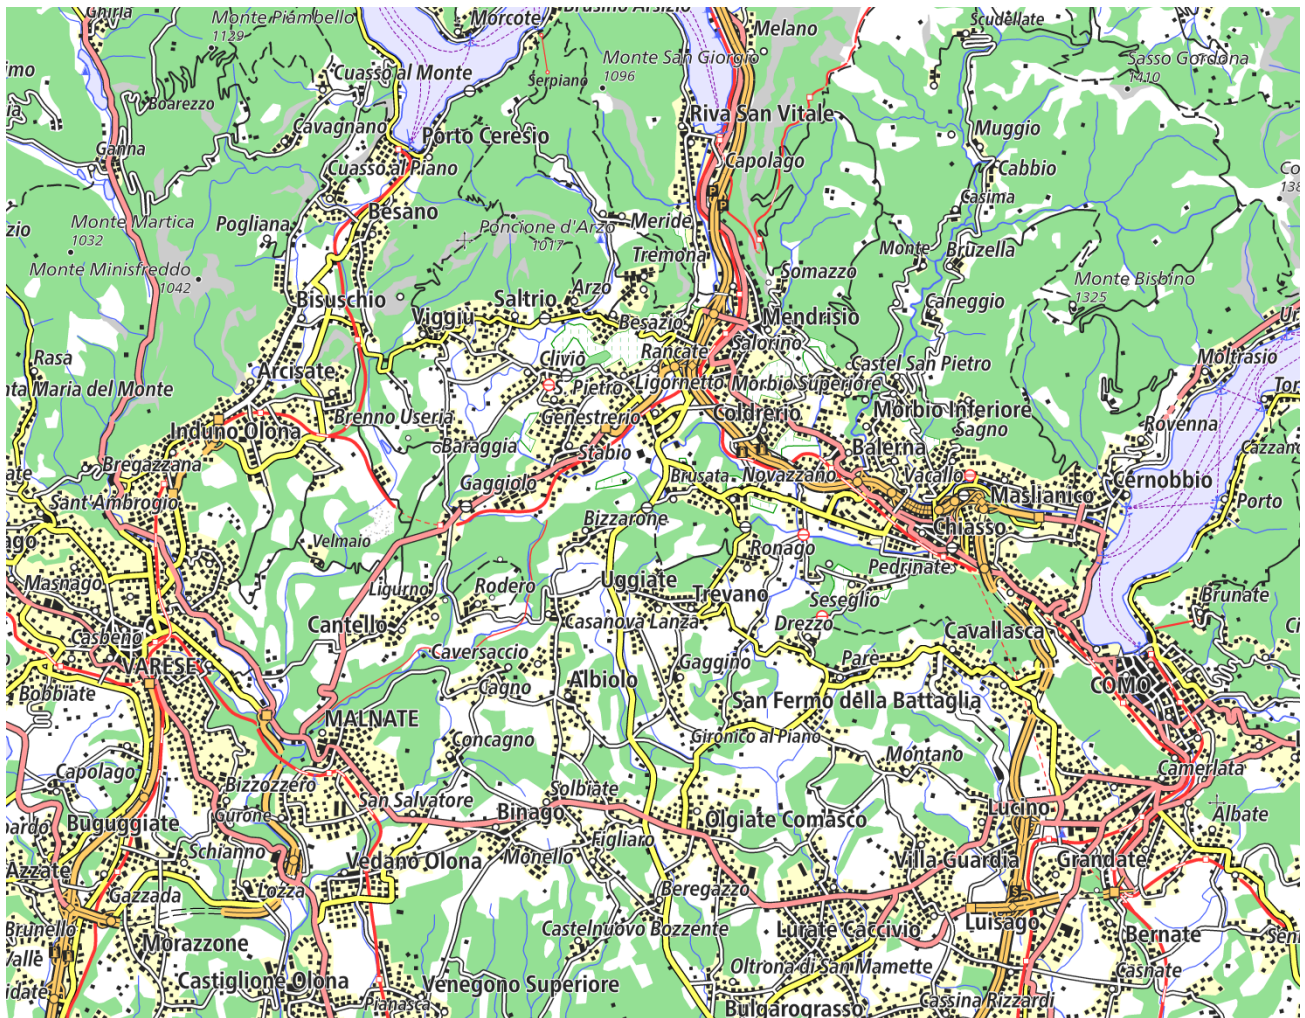 Ghirla
Monte Piambello
1129
Morcote
Brusino Arsizio
Melano
Scudellate
Cuasso al Monte
Serpiano
Monte San Giorgio
1096
Sasso Gordona
1410
Boarezzo
Cavagnano
Porto Ceresio
Riva San Vitale
Muggio
Ganna
Cuasso al Piano
Capolago
Cabbio
Casima
Monte Martica
1032
Pogliana
Besano
Poncione d'Arzo
1017
Meride
Tremona
Monte
Bruzella
Monte Minisfreddo
1042
Bisuschio
Saltrio
Arzo
Somazzo
Monte Bisbino
1325
Caneggio
Viggiu
Besazio
Mendrisio
Salorino
Rasa
Arcisate
Clivio
Rancate
Castel San Pietro
Moltrasio
nta Maria del Monte
S. Pietro
Ligornetto
Morbio Superiore
Brenno Useria
Genestrerio
Coldrerio
Morbio Inferiore
Sagno
Rovenna
Induno Olona
Baraggia
Stabio
Balerna
Cazzano
Bregazzana
Gaggiolo
Brusata
Novazzano
Vacallo
Maslianico
Cernobbio
Porto
Sant'Ambrogio
Velmaio
Bizzarone
Chiasso
Ronago
Pedrinate
Masnago
Ligurno
Rodero
Uggiate
Trevano
Seseglio
Brunate
Casbeno
Cantello
Casanova Lanza
Drezzo
Cavallasca
VARESE
Caversaccio
Gaggino
Pare
Bobbiate
Cagno
Albiolo
San Fermo della Battaglia
COMO
MALNATE
Concagno
Gironico al Piano
Montano
Capolago
Bizzozzero
San Salvatore
Solbiate
Camerlata
Buguggiate
Gurone
Binago
Olgiate Comasco
Lucino
Albate
Schianno
Vedano Olona
Monello
Figliaro
Villa Guardia
Grandate
Azzate
Gazzada
Lozza
Beregazzo
Brunello
Morazzone
Castelnuovo Bozzente
Lurate Caccivio
Luisago
Bernate
Castiglione Olona
Venegono Superiore
Oltrona di San Mamette
Casnate
Pianasca
Bulgarograsso
Cassina Rizzardi